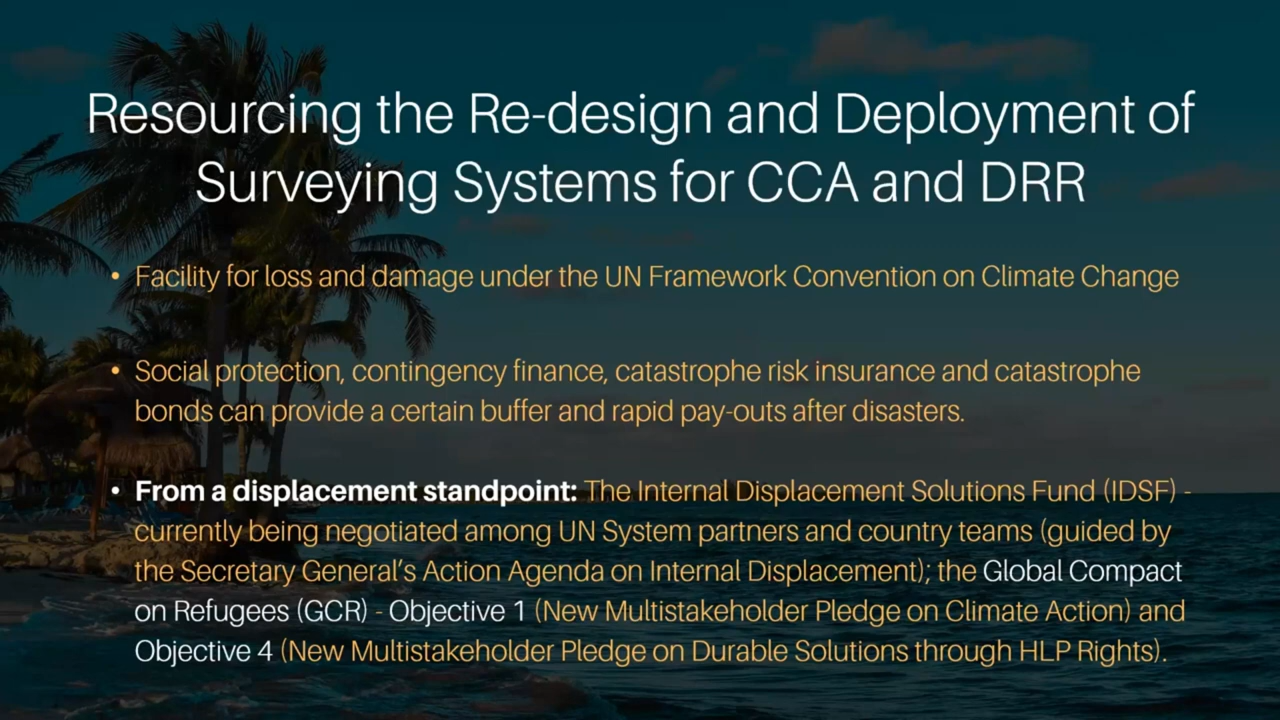 Resourcing the Re-design and Deployment of
Surveying Systems for CCA and DRR
• Facility for loss and damage under the UN Framework Convention on Climate Change
• Social protection, contingency finance, catastrophe risk insurance and catastrophe
bonds can provide a certain buffer and rapid pay-outs after disasters.
• From a displacement standpoint: The Internal Displacement Solutions Fund (IDSF) -
currently being negotiated among UN System partners and country teams (guided by
the Secretary General's Action Agenda on Internal Displacement); the Global Compact
on Refugees (GCR) - Objective 1 (New Multistakeholder Pledge on Climate Action) and
Objective 4 (New Multistakeholder Pledge on Durable Solutions through HLP Rights).